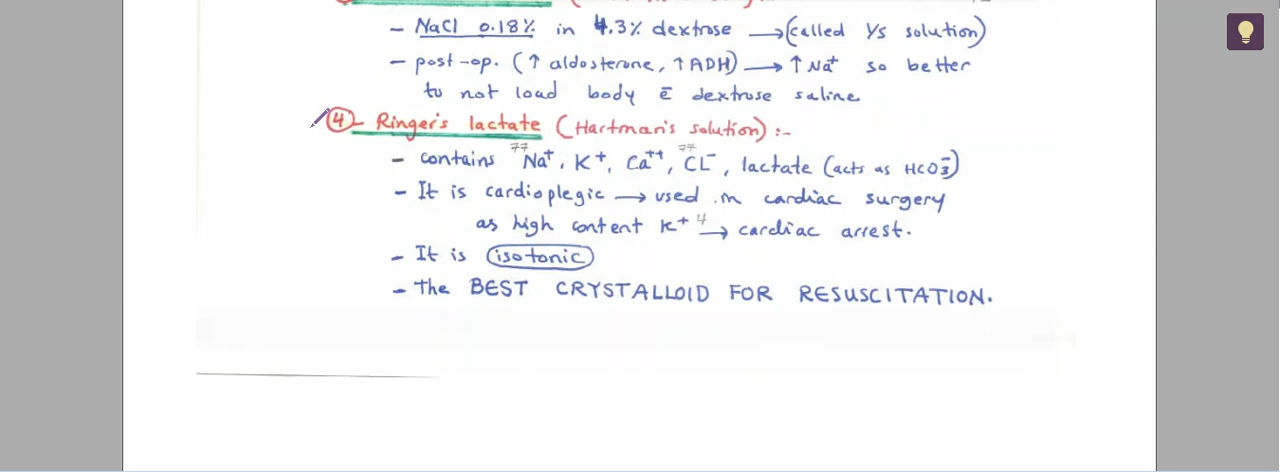 - NaCl 0.18% in 4.3% dextrose → (called 1/5 solution)
- post-op. (↑ aldosterone, ↑ ADH) → ↑ Na+ so better
to not load body c̄ dextrose saline
④- Ringer's lactate (Hartman's solution) :-
- contains 77 Na+, K+, Ca++, 77 CL-, lactate (acts as HCO3-)
- It is cardioplegic → used in cardiac surgery
as high content K+ 4 → cardiac arrest.
- It is isotonic
- The BEST CRYSTALLOID FOR RESUSCITATION.